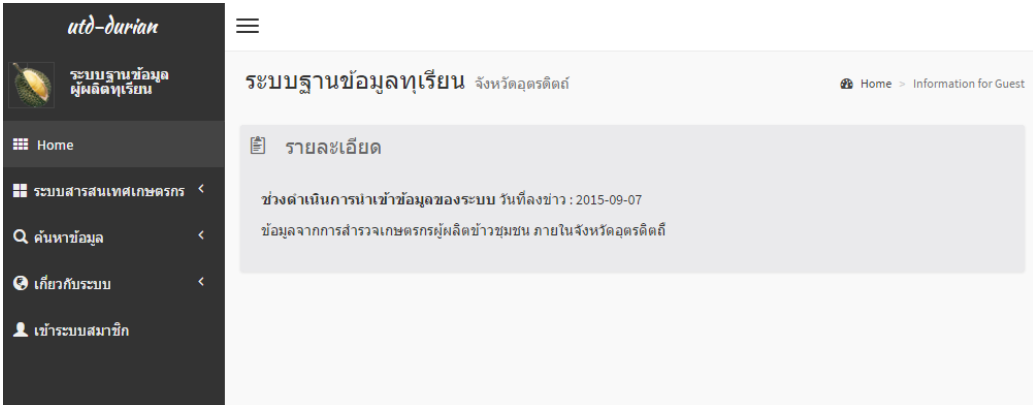 utd-durian
ระบบฐานข้อมูล
ผู้ผลิตทุเรียน
Home
ระบบสารสนเทศเกษตรกร
ค้นหาข้อมูล
เกี่ยวกับระบบ
เข้าระบบสมาชิก
ระบบฐานข้อมูลทุเรียน จังหวัดอุตรดิตถ์
Home > Information for Guest
รายละเอียด
ช่วงดำเนินการนำเข้าข้อมูลของระบบ วันที่ลงข่าว : 2015-09-07
ข้อมูลจากการสำรวจเกษตรกรผู้ผลิตข้าวชุมชน ภายในจังหวัดอุตรดิตถ์